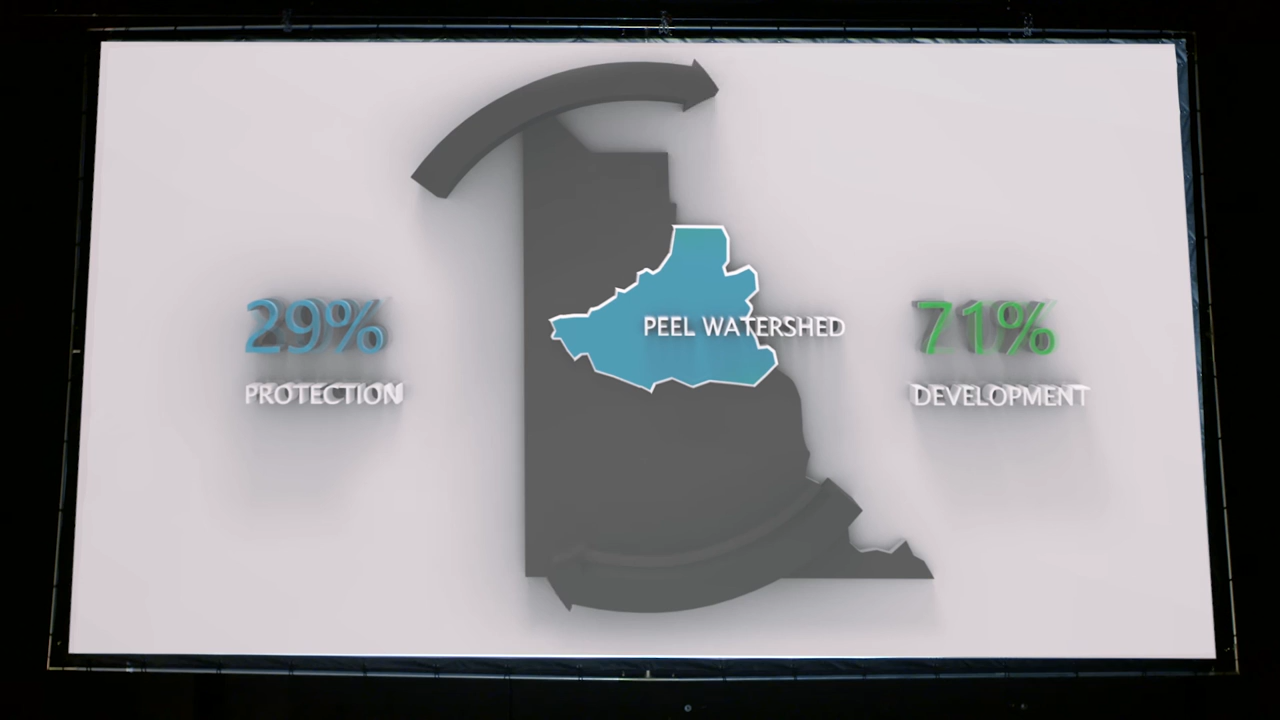 29%
PROTECTION
PEEL WATERSHED
71%
DEVELOPMENT